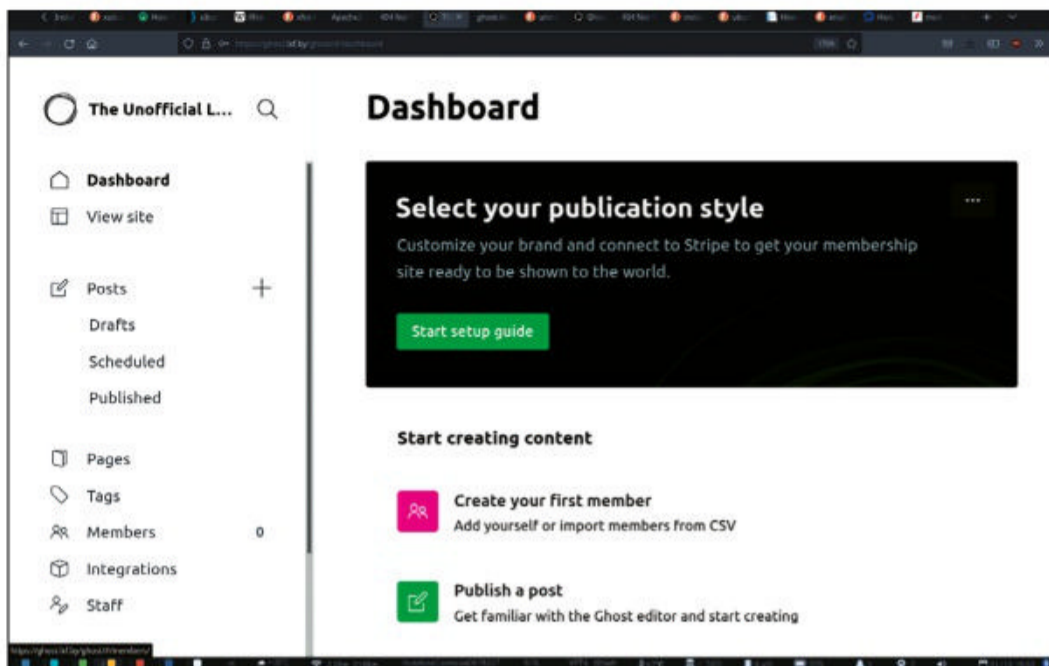 The Unofficial L...
Dashboard
View site
Posts
Drafts
Scheduled
Published
Pages
Tags
Members 0
Integrations
Staff
Dashboard
Select your publication style
Customize your brand and connect to Stripe to get your membership
site ready to be shown to the world.
Start setup guide
Start creating content
Create your first member
Add yourself or import members from CSV
Publish a post
Get familiar with the Ghost editor and start creating